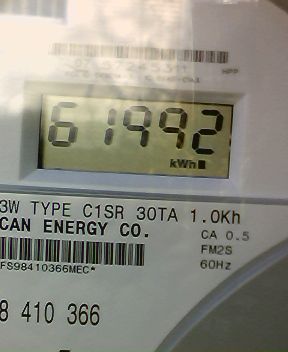 HPP
61992
kWh
3W TYPE C1SR 30TA 1.0Kh
CAN ENERGY CO.
CA 0.5
FM2S
60Hz
FS98410366MEC*
8 410 366